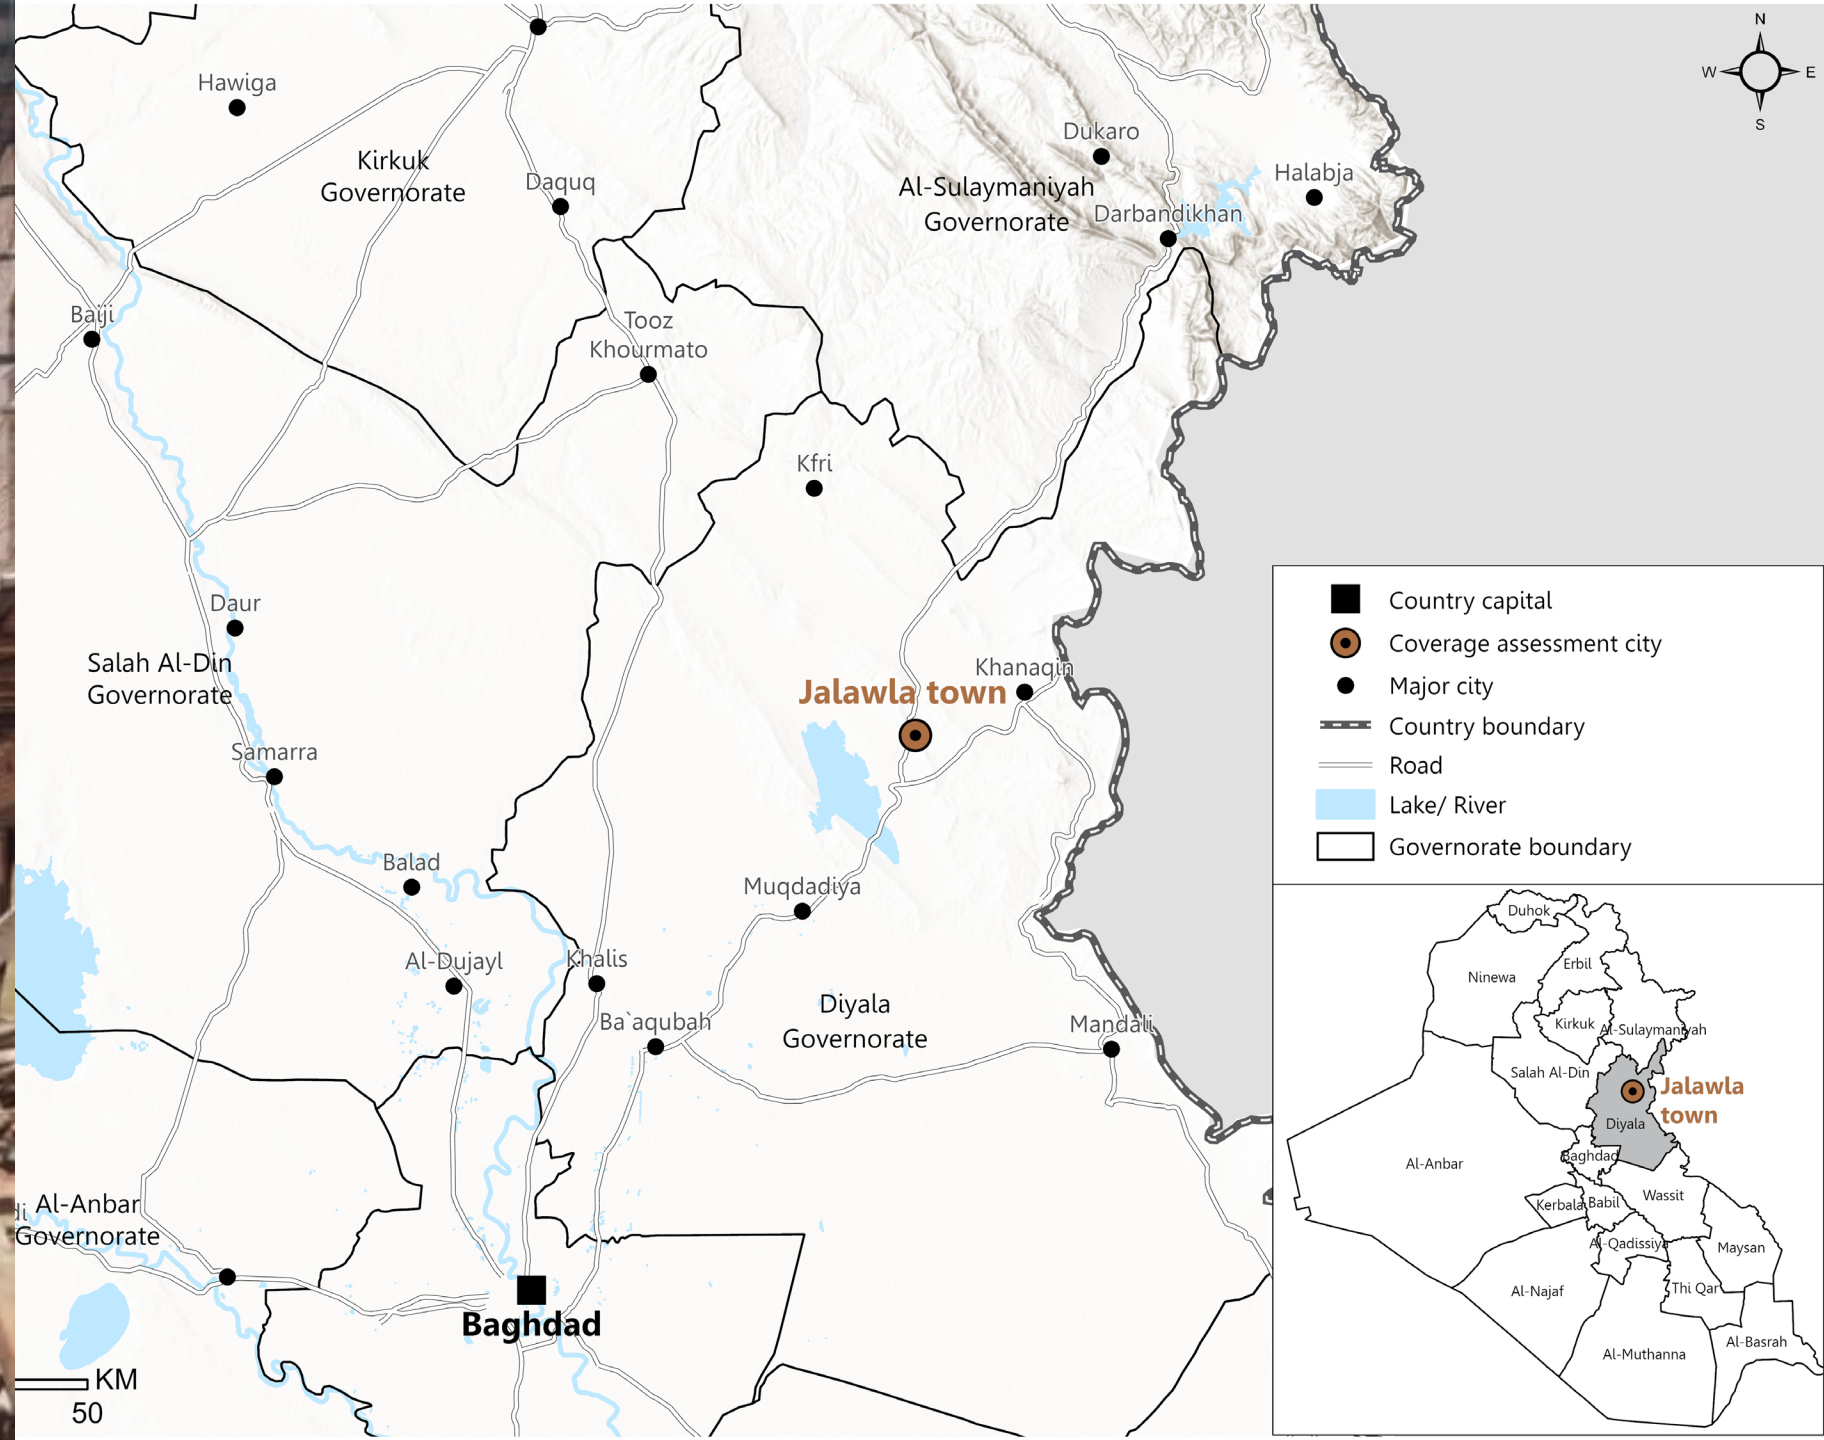 N
W
E
S
Hawiga
Kirkuk
Governorate
Daquq
Dukaro
Al-Sulaymaniyah
Governorate
Halabja
Darbandikhan
Baiji
Tooz
Khourmato
Kfri
Daur
Salah Al-Din
Governorate
Khanaqin
Jalawla town
Samarra
Balad
Muqdadiya
Al-Dujayl
Khalis
Ba`aqubah
Diyala
Governorate
Mandali
di
Al-Anbar
Governorate
Baghdad
KM
50
Country capital
Coverage assessment city
Major city
Country boundary
Road
Lake/ River
Governorate boundary
Duhok
Ninewa
Erbil
Kirkuk
Al-Sulaymaniyah
Salah Al-Din
Jalawla
town
Diyala
Baghdad
Al-Anbar
Kerbala
Babil
Wassit
Al-Qadissiya
Maysan
Al-Najaf
Thi Qar
Al-Basrah
Al-Muthanna